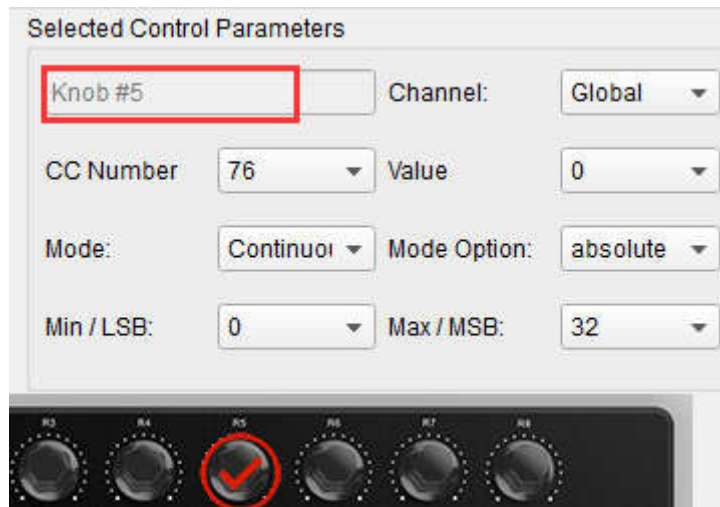 Selected Control Parameters
Knob #5 Channel: Global
CC Number 76 Value 0
Mode: Continuo Mode Option: absolute
Min / LSB: 0 Max / MSB: 32
R3 R4 R5 R6 R7 R8